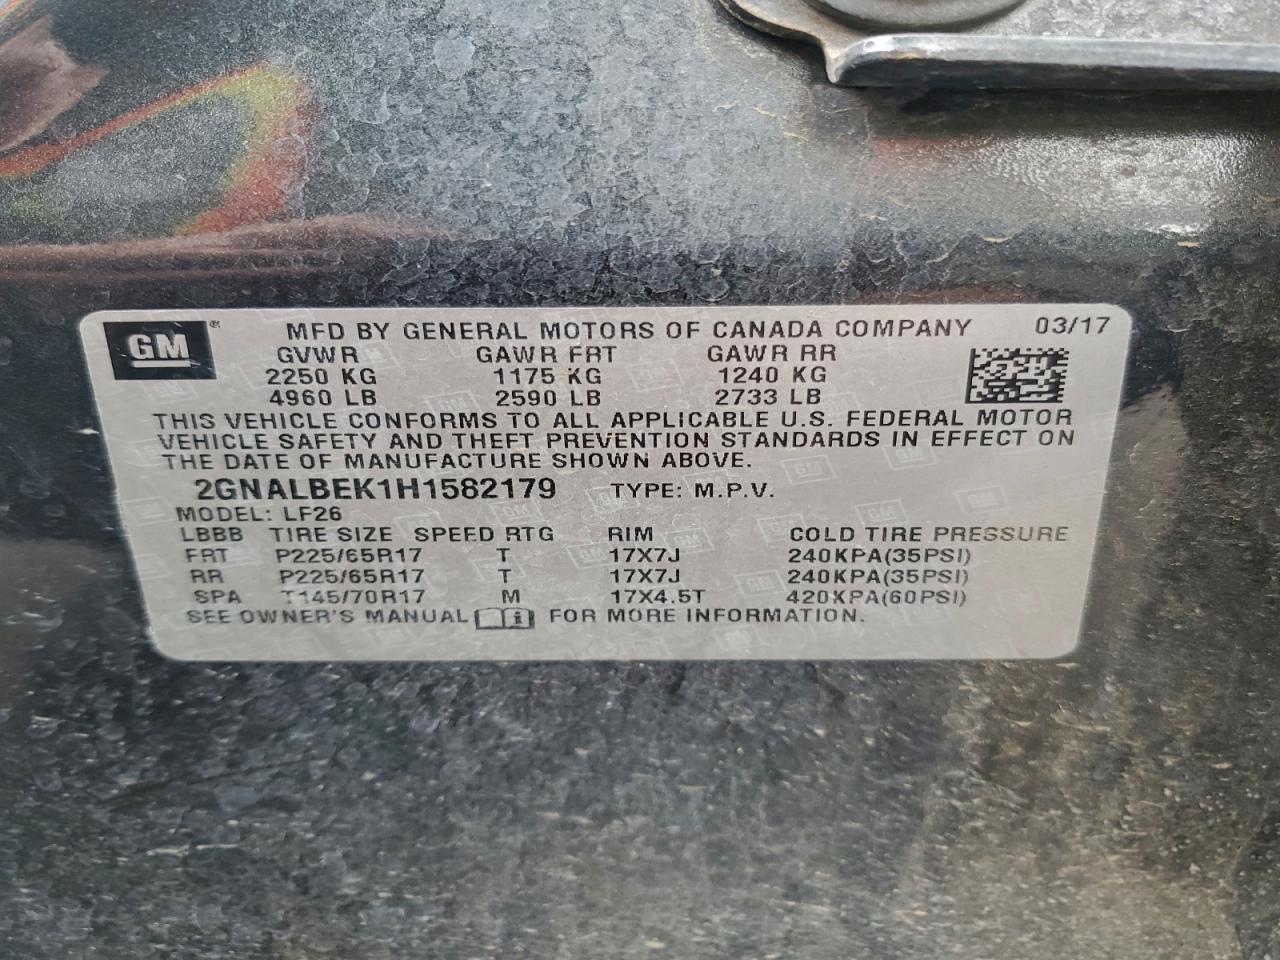 GM® MFD BY GENERAL MOTORS OF CANADA COMPANY 03/17
GVWR GAWR FRT GAWR RR
2250 KG 1175 KG 1240 KG
4960 LB 2590 LB 2733 LB
THIS VEHICLE CONFORMS TO ALL APPLICABLE U.S. FEDERAL MOTOR
VEHICLE SAFETY AND THEFT PREVENTION STANDARDS IN EFFECT ON
THE DATE OF MANUFACTURE SHOWN ABOVE.
2GNALBEK1H1582179 TYPE: M.P.V.
MODEL: LF26
LBBB TIRE SIZE SPEED RTG RIM COLD TIRE PRESSURE
FRT P225/65R17 T 17X7J 240KPA(35PSI)
RR P225/65R17 T 17X7J 240KPA(35PSI)
SPA T145/70R17 M 17X4.5T 420KPA(60PSI)
SEE OWNER'S MANUAL i FOR MORE INFORMATION.